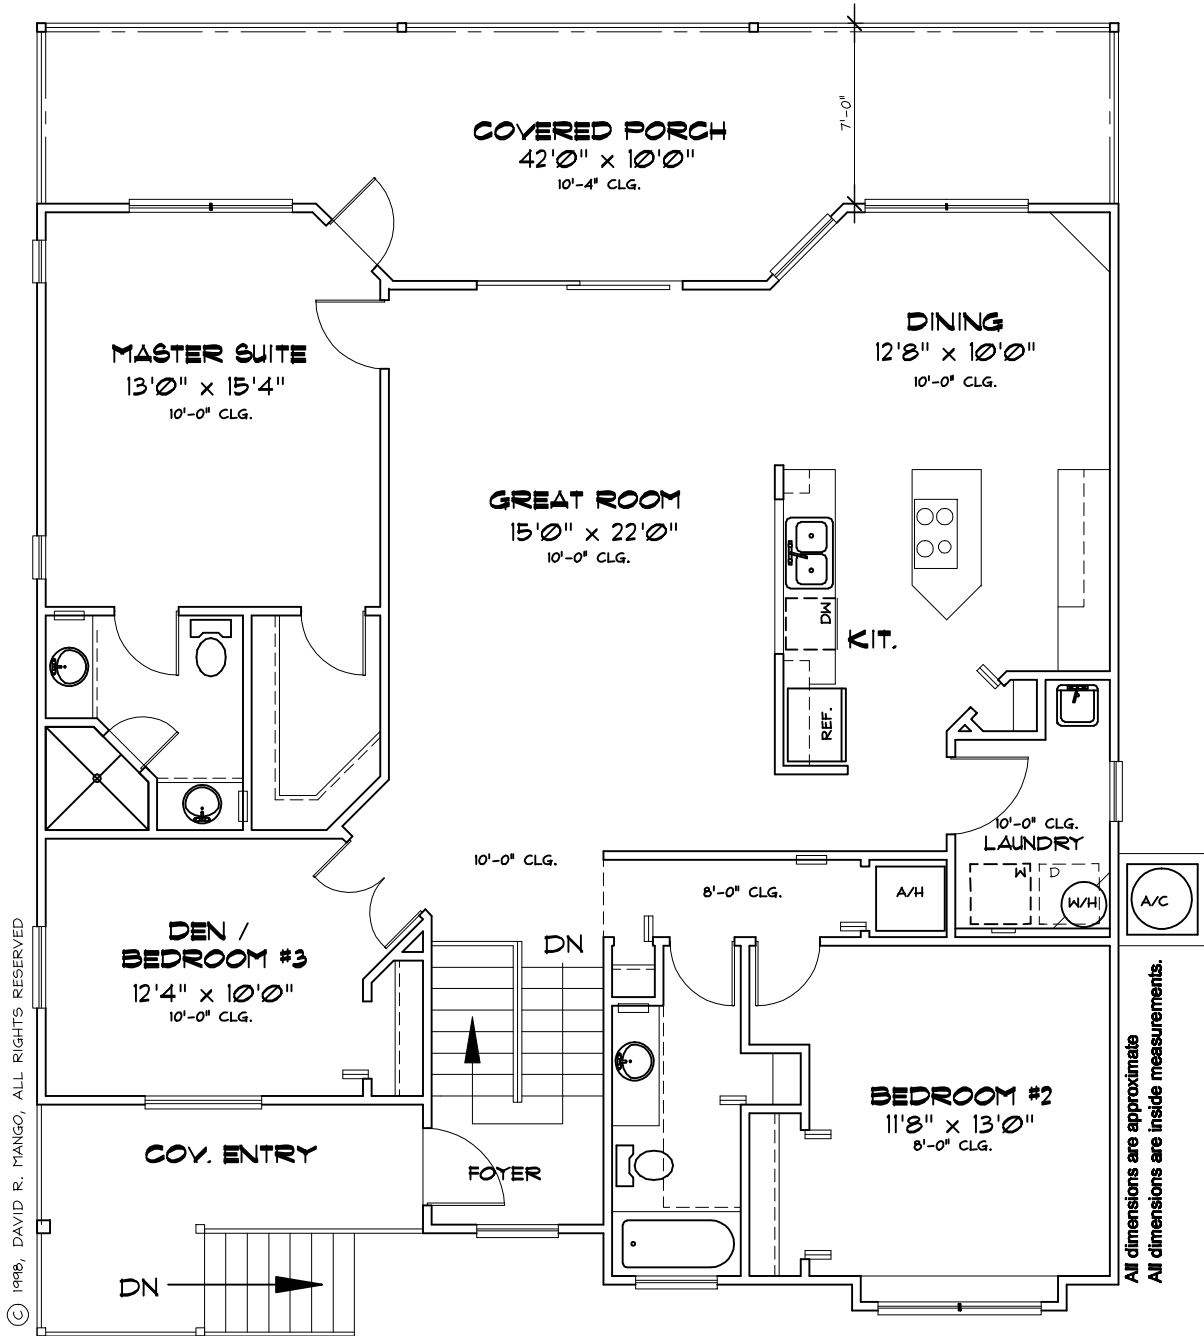 7'-0"
COVERED PORCH
42'0" x 10'0"
10'-4" CLG.
DINING
12'8" x 10'0"
10'-0" CLG.
MASTER SUITE
13'0" x 15'4"
10'-0" CLG.
GREAT ROOM
15'0" x 22'0"
10'-0" CLG.
DW
KIT.
REF.
10'-0" CLG.
LAUNDRY
W
D
W/H
A/C
10'-0" CLG.
8'-0" CLG.
A/H
DEN /
BEDROOM #3
12'4" x 10'0"
10'-0" CLG.
DN
BEDROOM #2
11'8" x 13'0"
8'-0" CLG.
COV. ENTRY
FOYER
DN
© 1998, DAVID R. MANGO, ALL RIGHTS RESERVED
All dimensions are approximate
All dimensions are inside measurements.